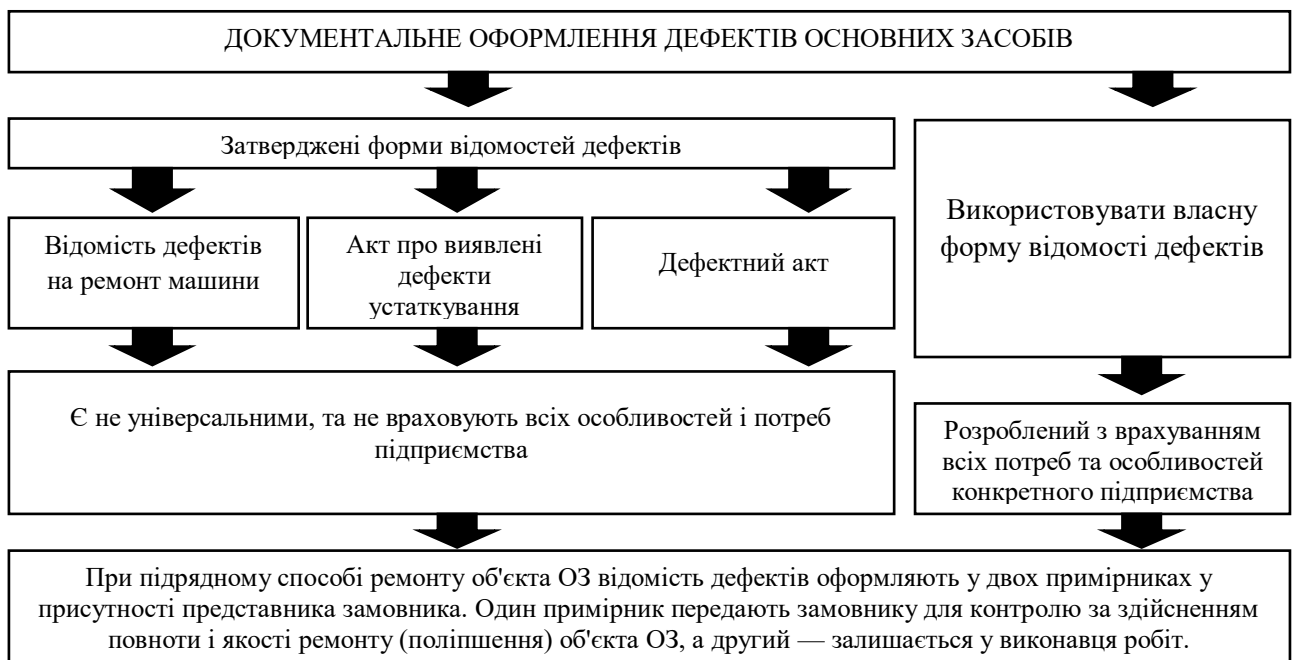 ДОКУМЕНТАЛЬНЕ ОФОРМЛЕННЯ ДЕФЕКТІВ ОСНОВНИХ ЗАСОБІВ
Затверджені форми відомостей дефектів
Відомість дефектів
на ремонт машини
Акт про виявлені
дефекти
устаткування
Дефектний акт
Використовувати власну
форму відомості дефектів
Є не універсальними, та не враховують всіх особливостей і потреб
підприємства
Розроблений з врахуванням
всіх потреб та особливостей
конкретного підприємства
При підрядному способі ремонту об'єкта ОЗ відомість дефектів оформляють у двох примірниках у
присутності представника замовника. Один примірник передають замовнику для контролю за здійсненням
повноти і якості ремонту (поліпшення) об'єкта ОЗ, а другий — залишається у виконавця робіт.